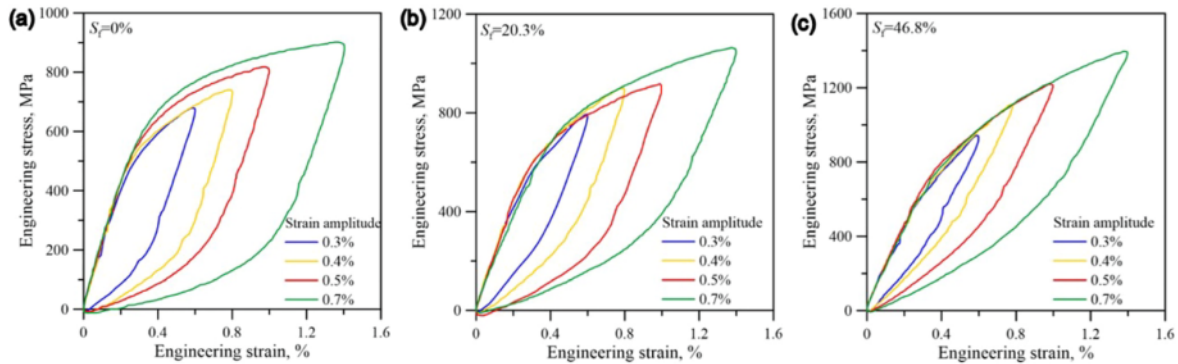 (a)
S_f=0%
Engineering stress, MPa
1000
800
600
400
200
0
0
0.4
0.8
1.2
1.6
Engineering strain, %
Strain amplitude
0.3%
0.4%
0.5%
0.7%
(b)
S_f=20.3%
Engineering stress, MPa
1200
800
400
0
0
0.4
0.8
1.2
1.6
Engineering strain, %
Strain amplitude
0.3%
0.4%
0.5%
0.7%
(c)
S_f=46.8%
Engineering stress, MPa
1600
1200
800
400
0
0
0.4
0.8
1.2
1.6
Engineering strain, %
Strain amplitude
0.3%
0.4%
0.5%
0.7%